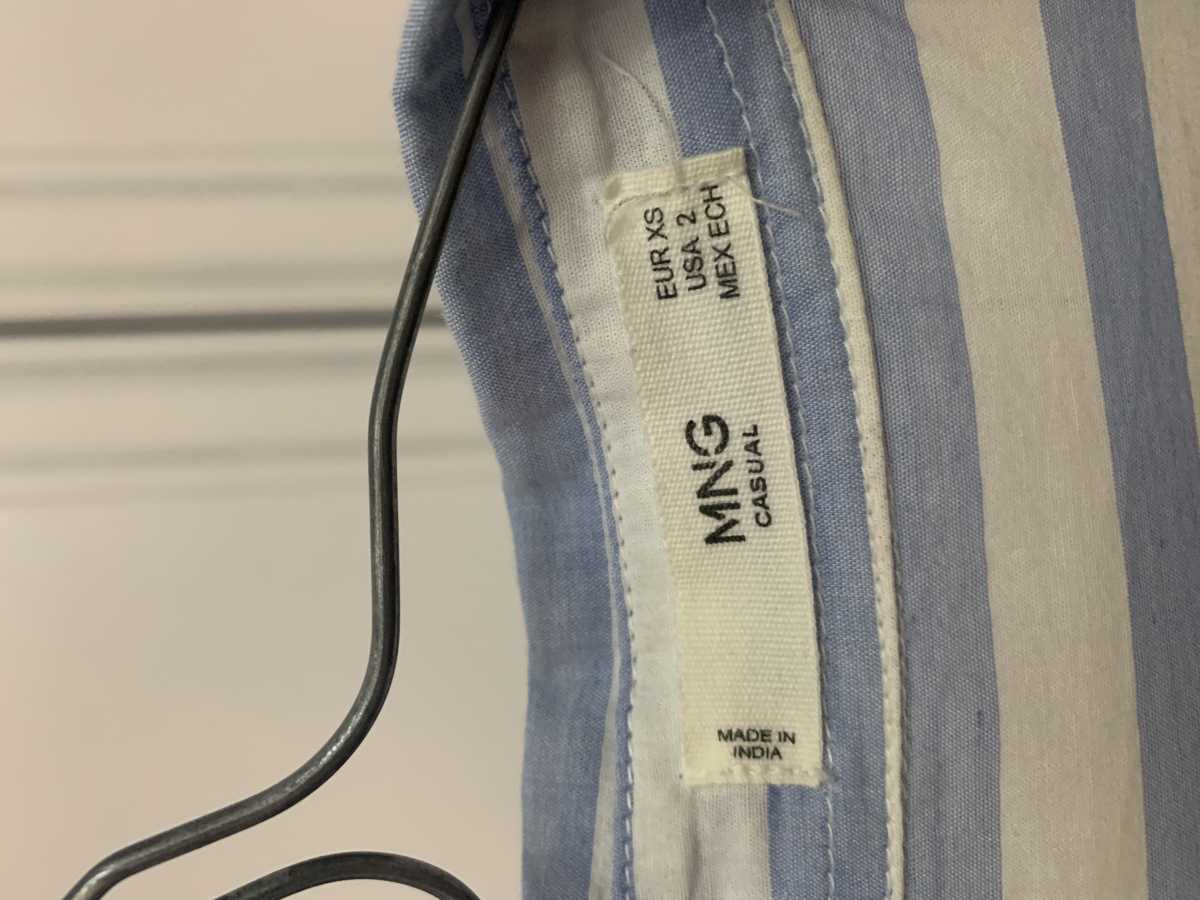 EUR XS
USA 2
MEX ECH
MNG
CASUAL
MADE IN
INDIA